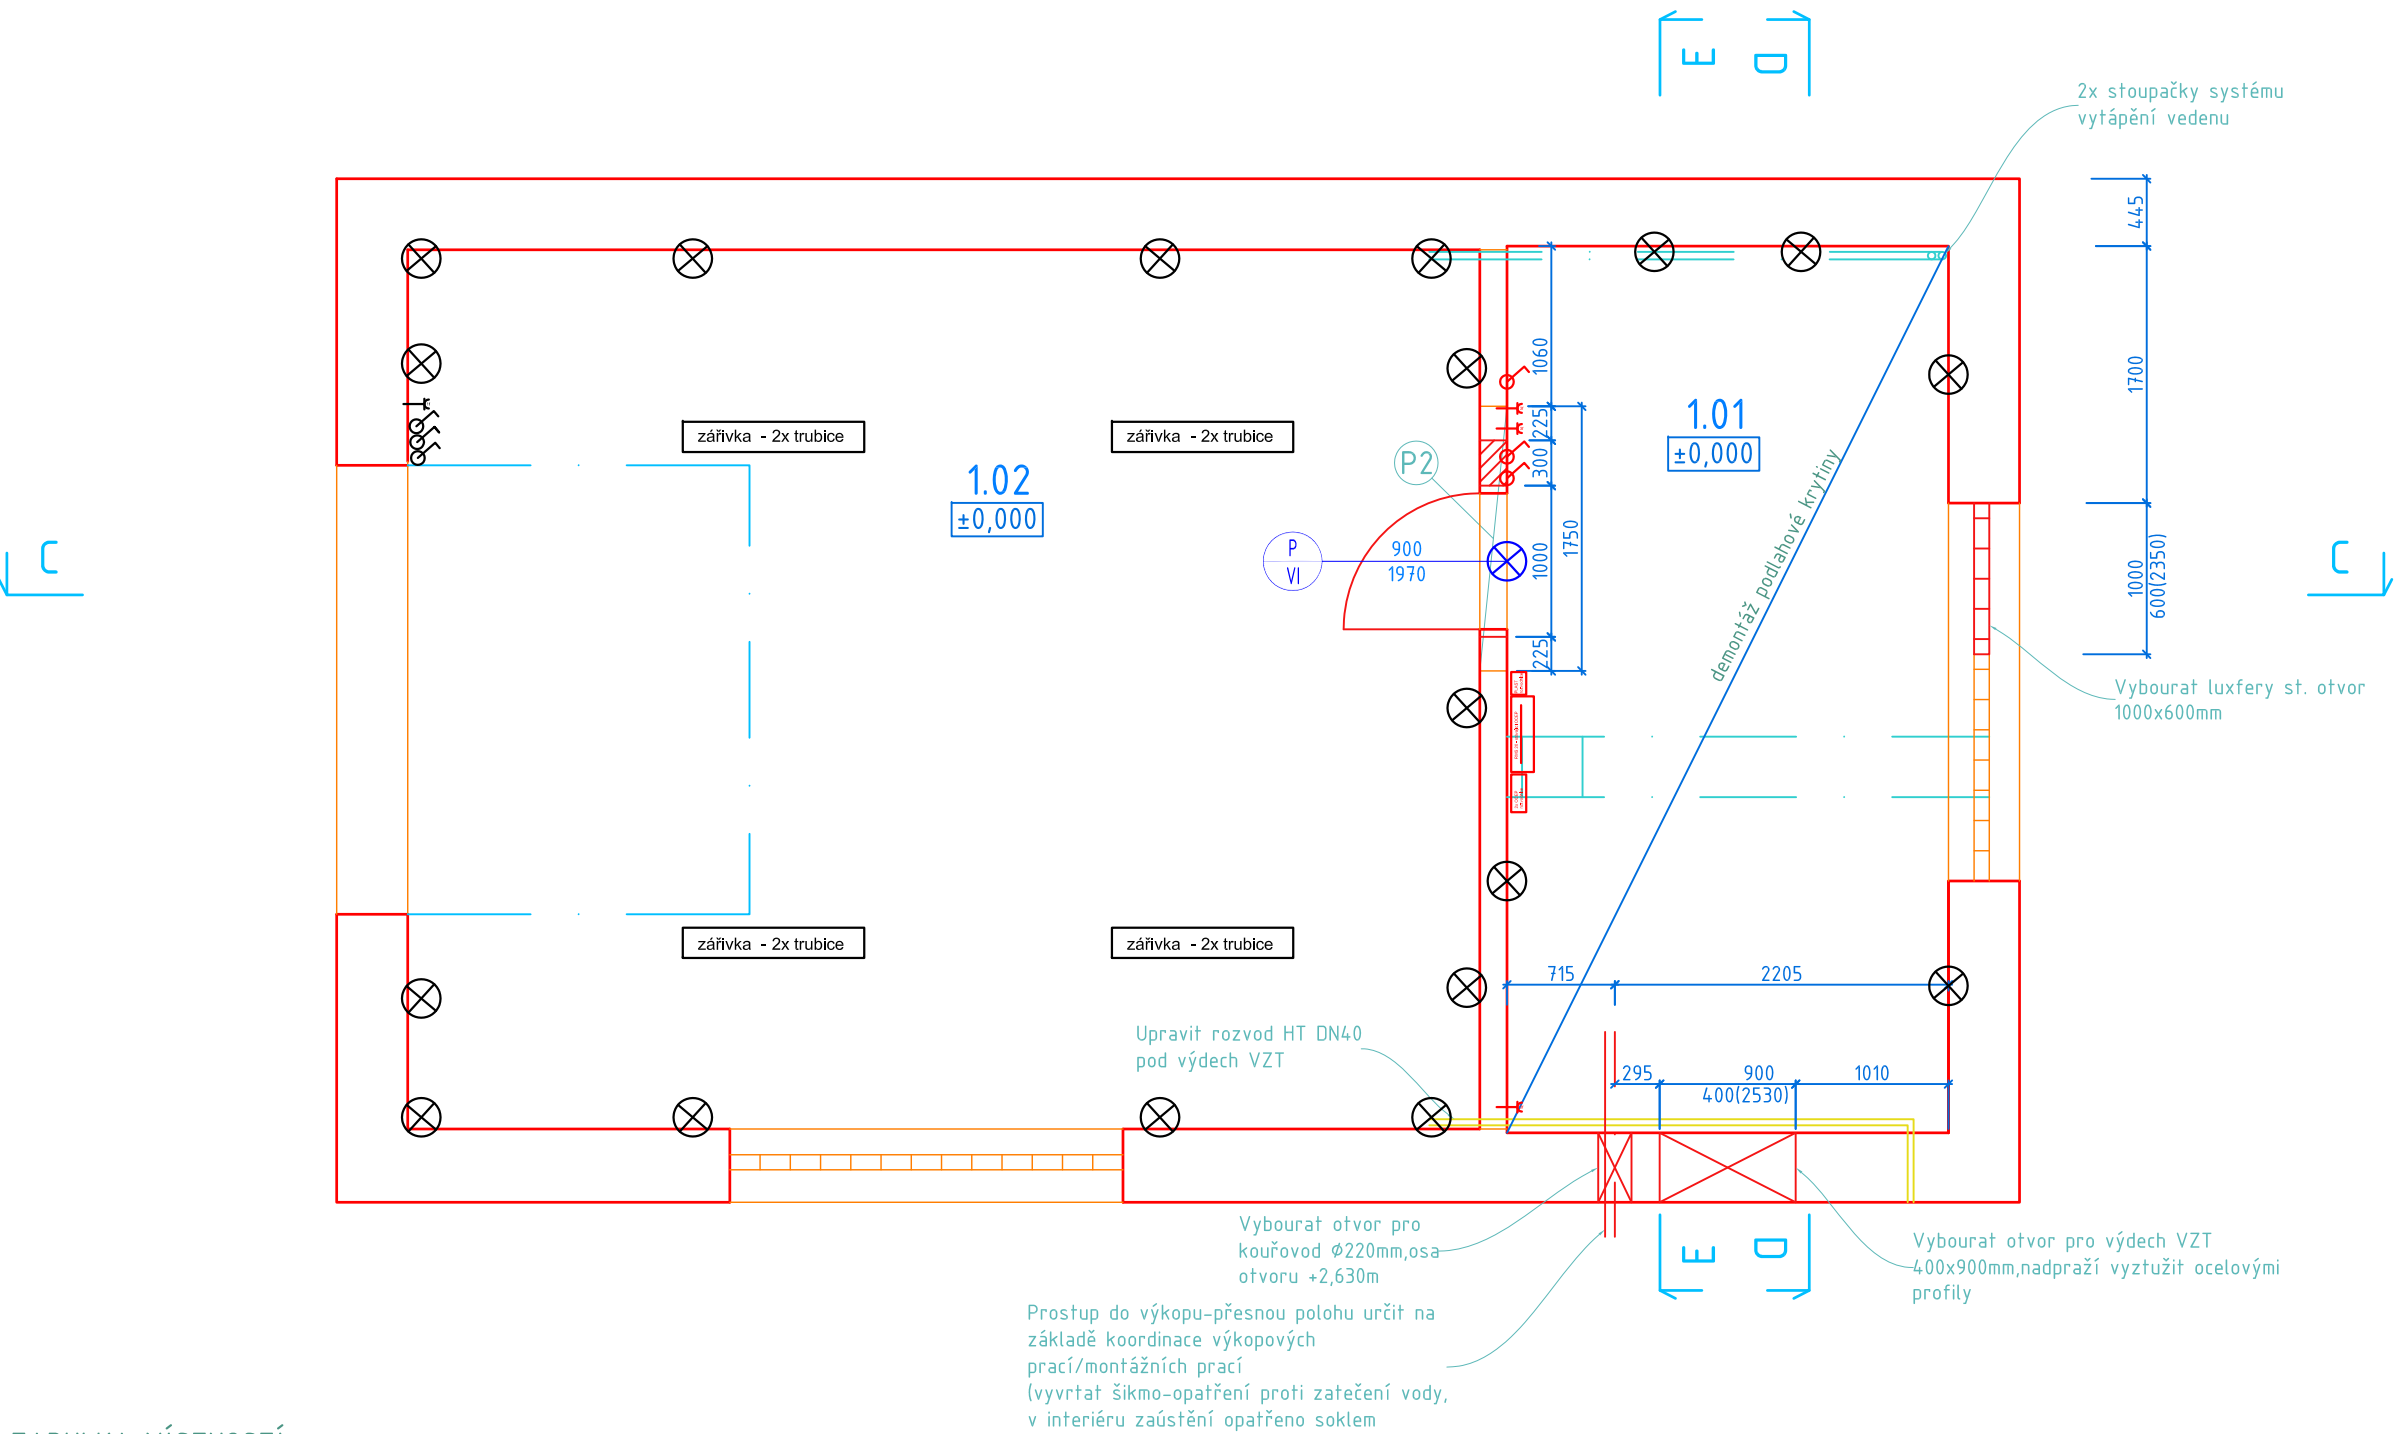 E
D
2x stoupačky systému
vytápění vedenu
445
1700
1000
600(2350)
1060
225
300
1000
1750
225
1.01
±0,000
zářivka - 2x trubice
zářivka - 2x trubice
1.02
±0,000
P2
P
VI
900
1970
C
C
demontáž podlahové krytiny
Vybourat luxfery st. otvor
1000x600mm
zářivka - 2x trubice
zářivka - 2x trubice
715
2205
Upravit rozvod HT DN40
pod výdech VZT
295
900
400(2530)
1010
Vybourat otvor pro
kouřovod Ø220mm,osa
otvoru +2,630m
E
D
Vybourat otvor pro výdech VZT
400x900mm,nadpraží vyztužit ocelovými
profily
Prostup do výkopu-přesnou polohu určit na
základě koordinace výkopových
prací/montážních prací
(vyvrtat šikmo-opatření proti zatečení vody,
v interiéru zaústění opatřeno soklem